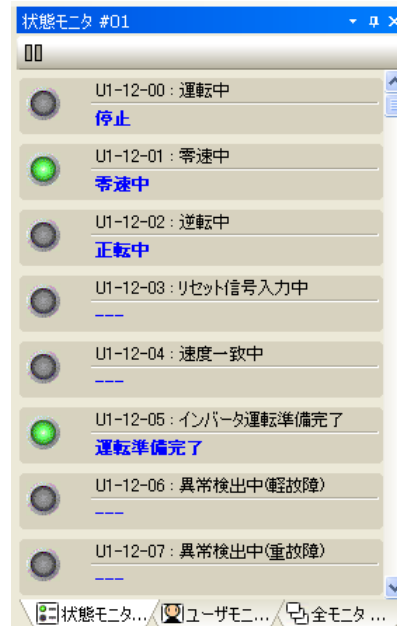 状態モニタ #01
U1-12-00 : 運転中
停止
U1-12-01 : 零速中
零速中
U1-12-02 : 逆転中
正転中
U1-12-03 : リセット信号入力中
---
U1-12-04 : 速度一致中
---
U1-12-05 : インバータ運転準備完了
運転準備完了
U1-12-06 : 異常検出中(軽故障)
---
U1-12-07 : 異常検出中(重故障)
---
状態モニタ... ユーザモニ... 全モニタ ...